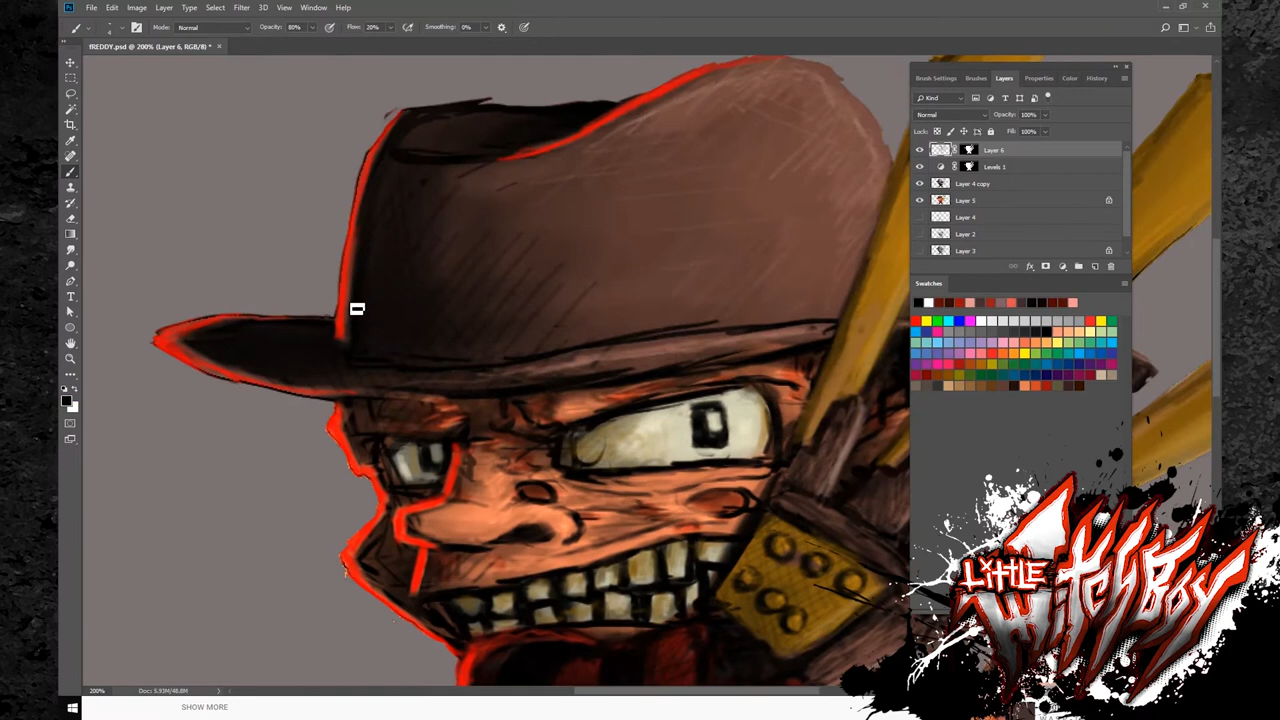 File Edit Image Layer Type Select Filter 3D View Window Help
Mode: Normal Opacity: 80% Flow: 20% Smoothing: 0%
fREDDY.psd @ 200% (Layer 6, RGB/8) *
Brush Settings Brushes Layers Properties Color History
Kind
Normal Opacity: 100%
Lock: Fill: 100%
Layer 6
Levels 1
Layer 4 copy
Layer 5
Layer 4
Layer 2
Layer 3
Swatches
LiTTLE
WitchBoy
200% Doc: 5.93M/48.8M
SHOW MORE